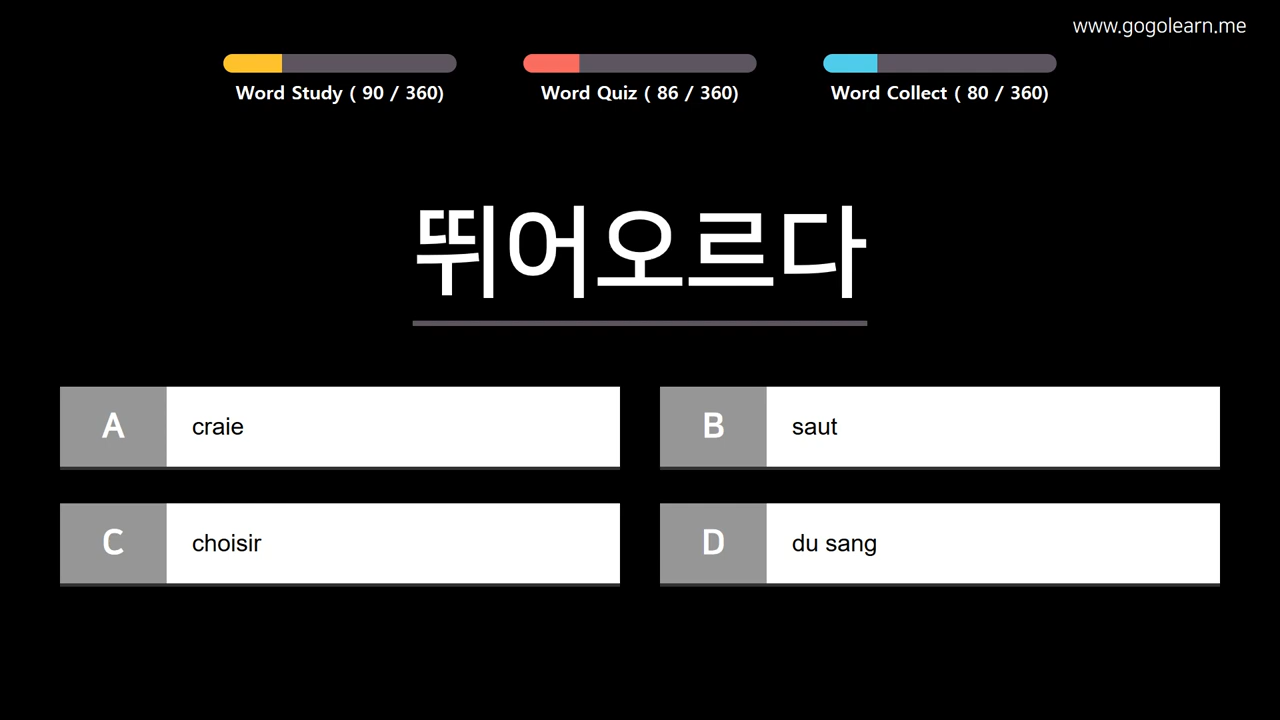 www.gogolearn.me
Word Study ( 90 / 360)
Word Quiz ( 86 / 360)
Word Collect ( 80 / 360)
뛰어오르다
A craie
B saut
C choisir
D du sang